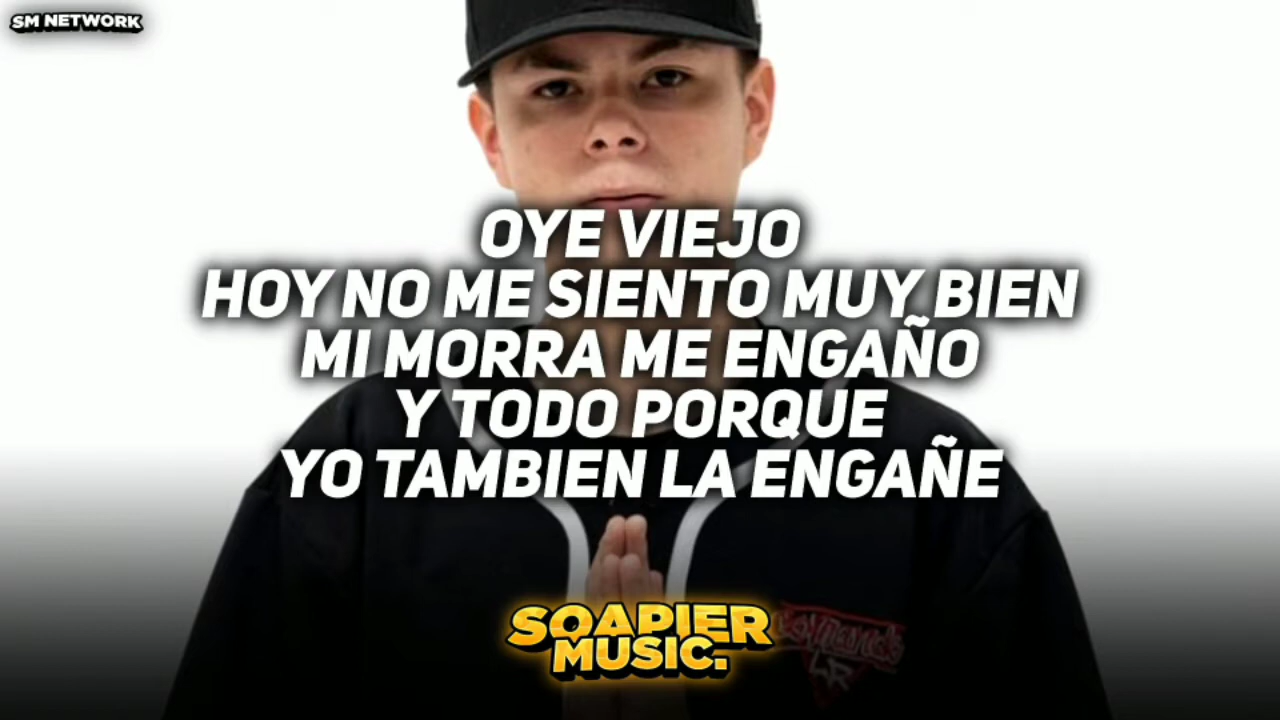 SM NETWORK
OYE VIEJO
HOY NO ME SIENTO MUY BIEN
MI MORRA ME ENGAÑO
Y TODO PORQUE
YO TAMBIEN LA ENGAÑE
SOAPIER
MUSIC.